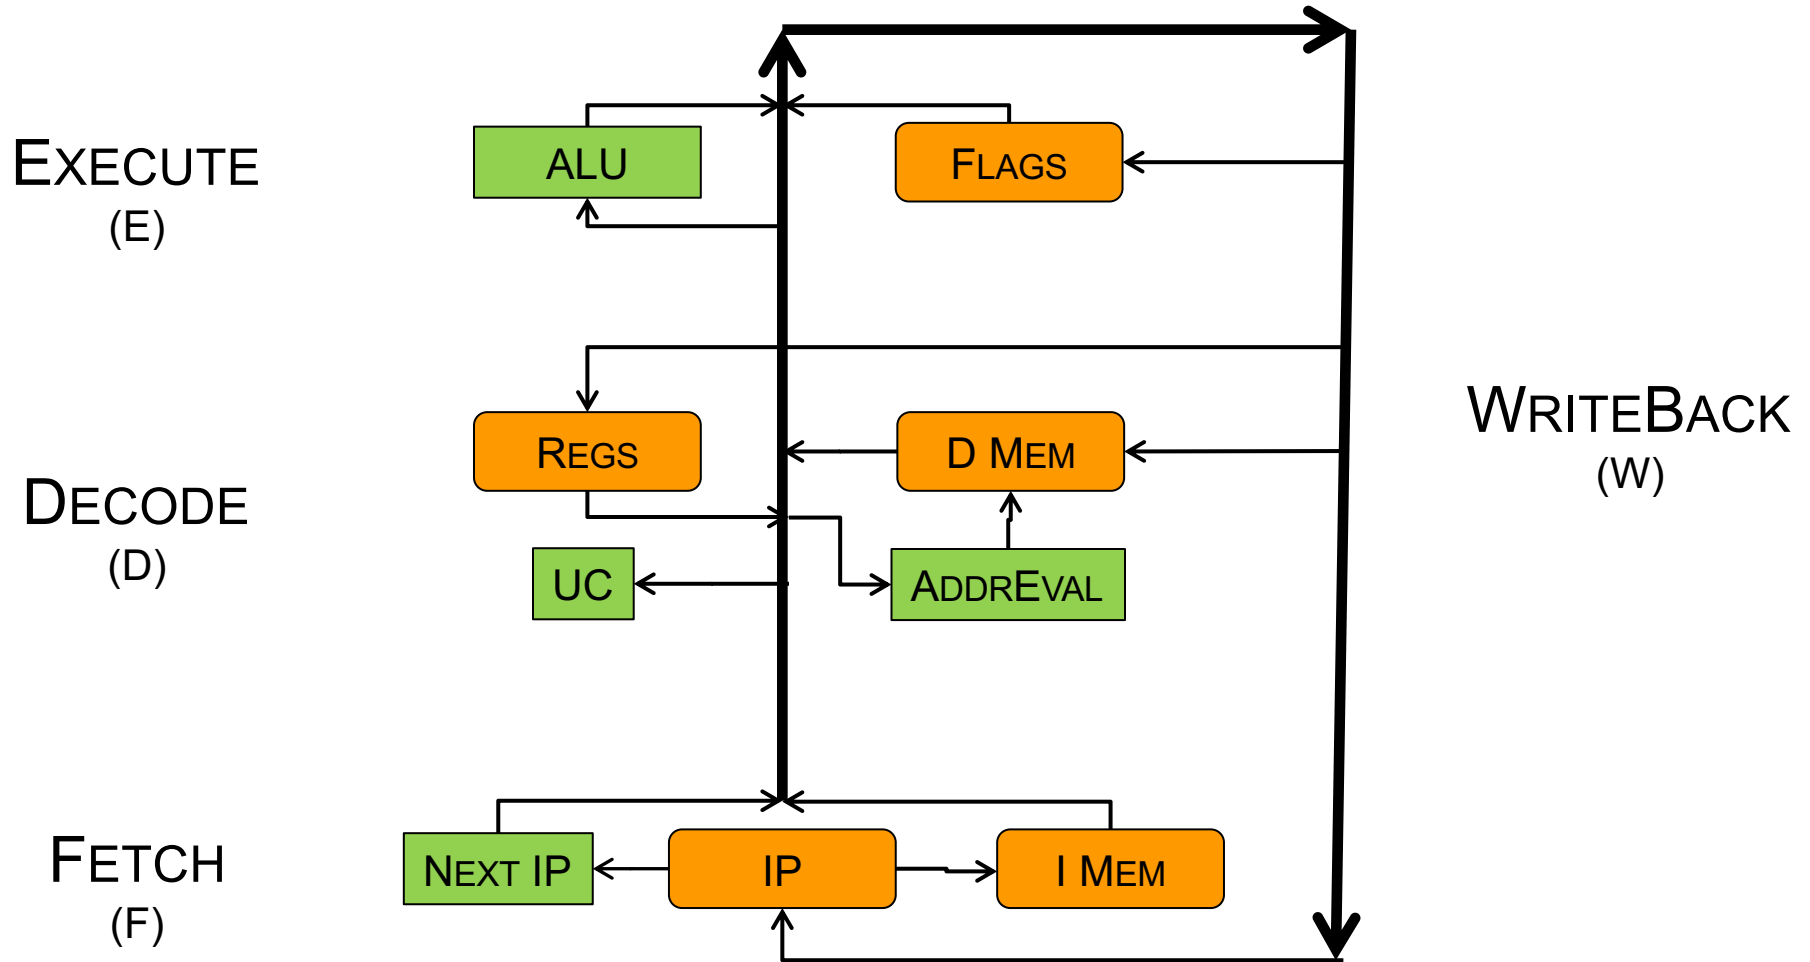 EXECUTE
(E)
ALU
FLAGS
REGS
D MEM
WRITEBACK
(W)
DECODE
(D)
UC
ADDREVAL
FETCH
(F)
NEXT IP
IP
I MEM